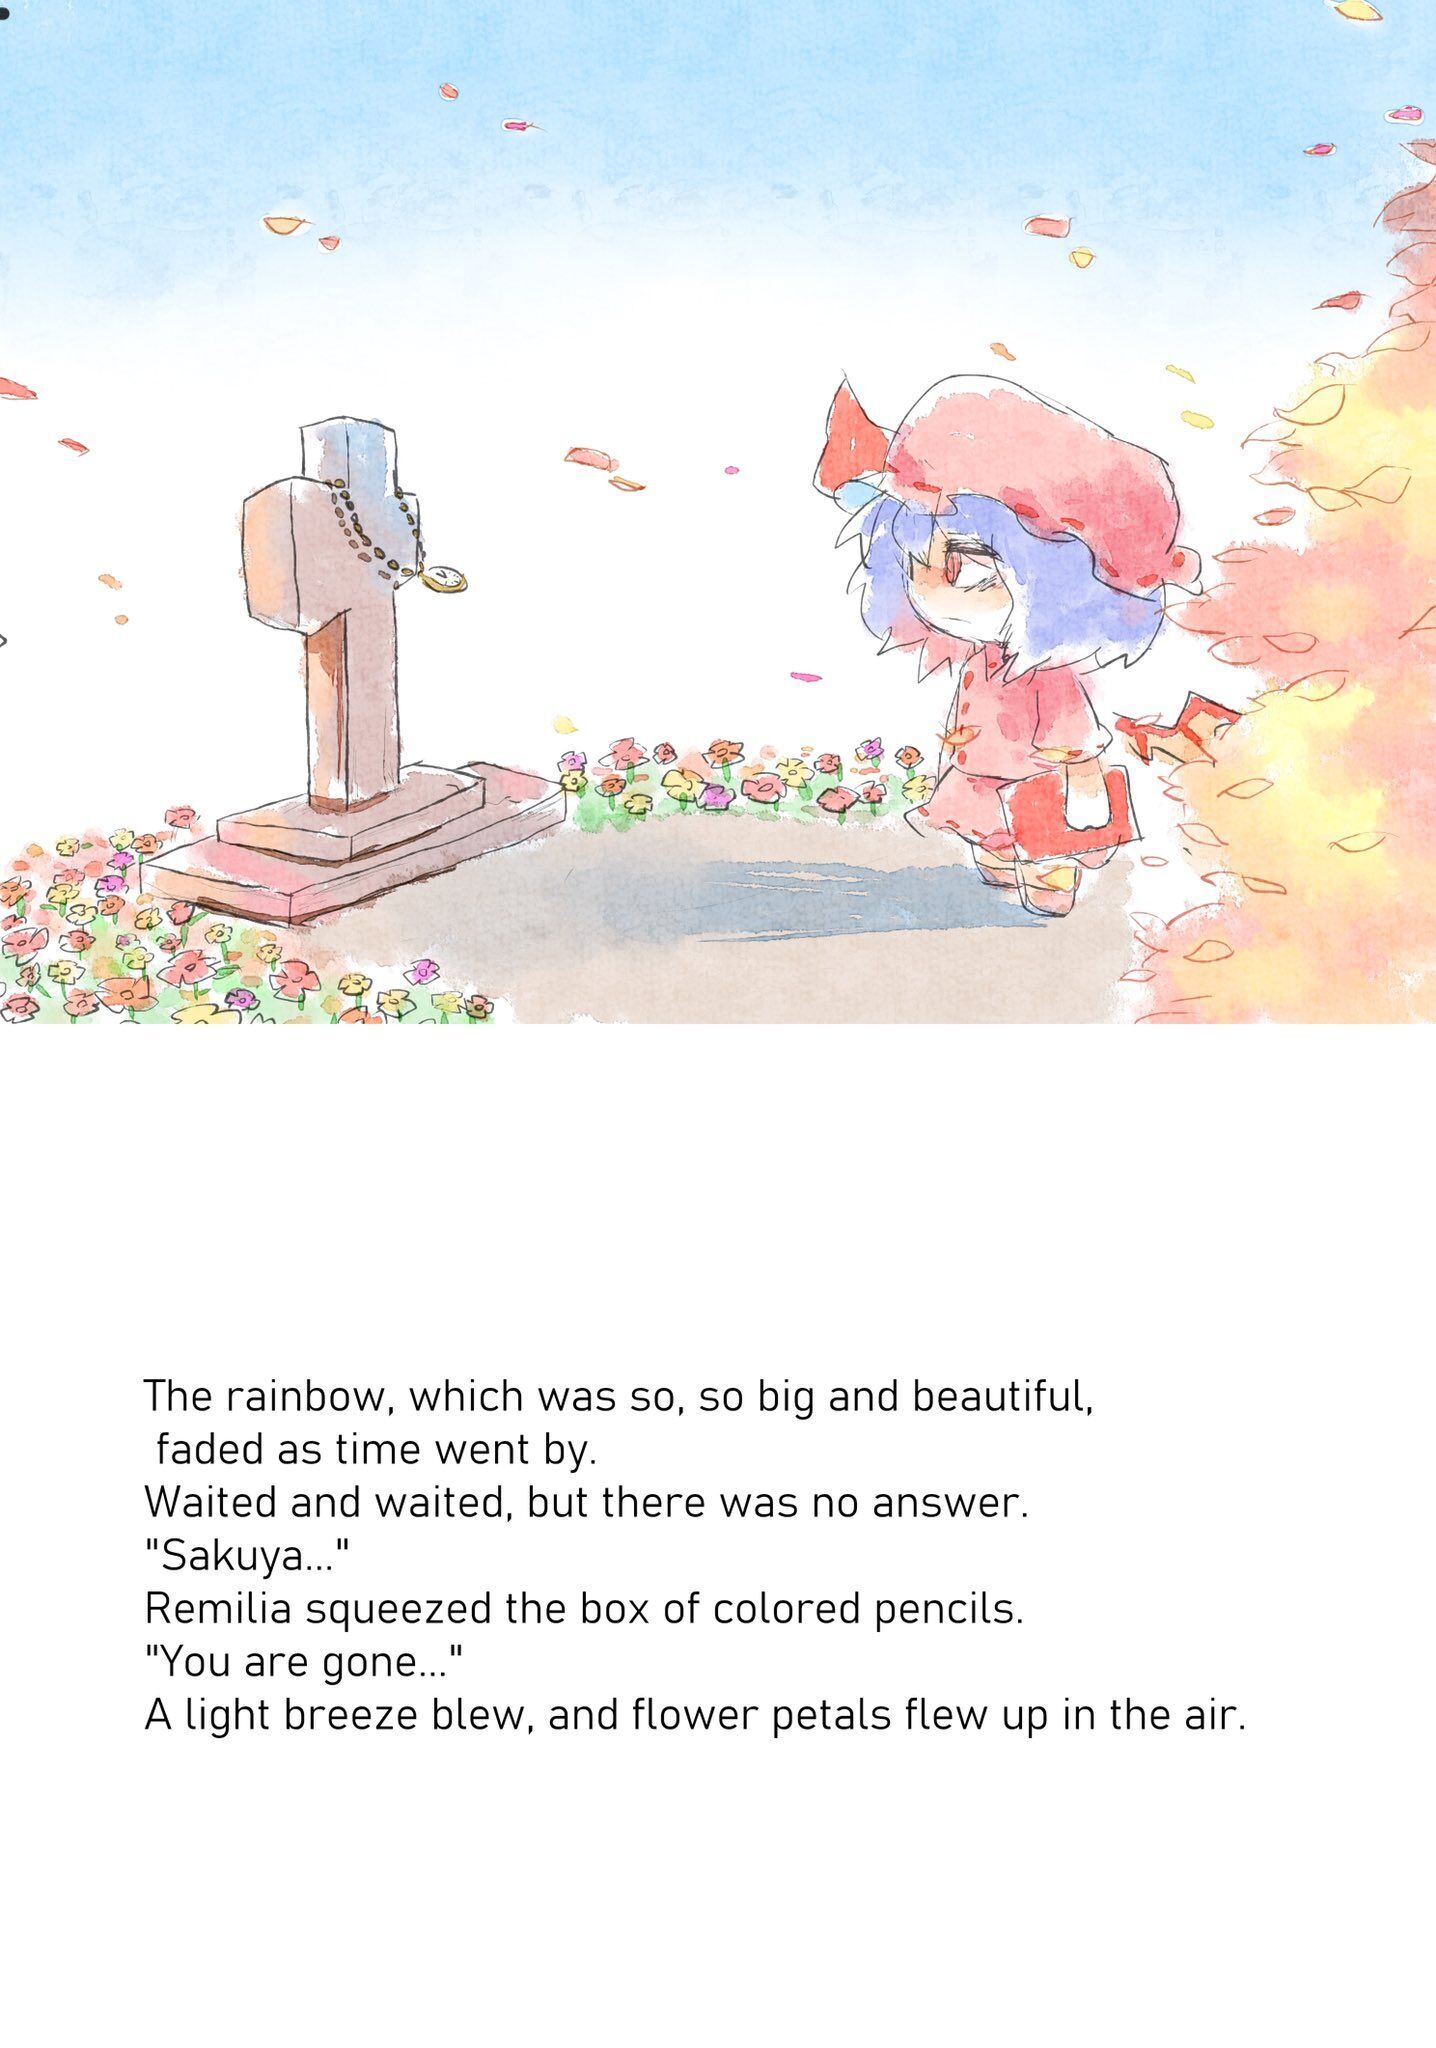 The rainbow, which was so, so big and beautiful,
faded as time went by.
Waited and waited, but there was no answer.
"Sakuya..."
Remilia squeezed the box of colored pencils.
"You are gone..."
A light breeze blew, and flower petals flew up in the air.